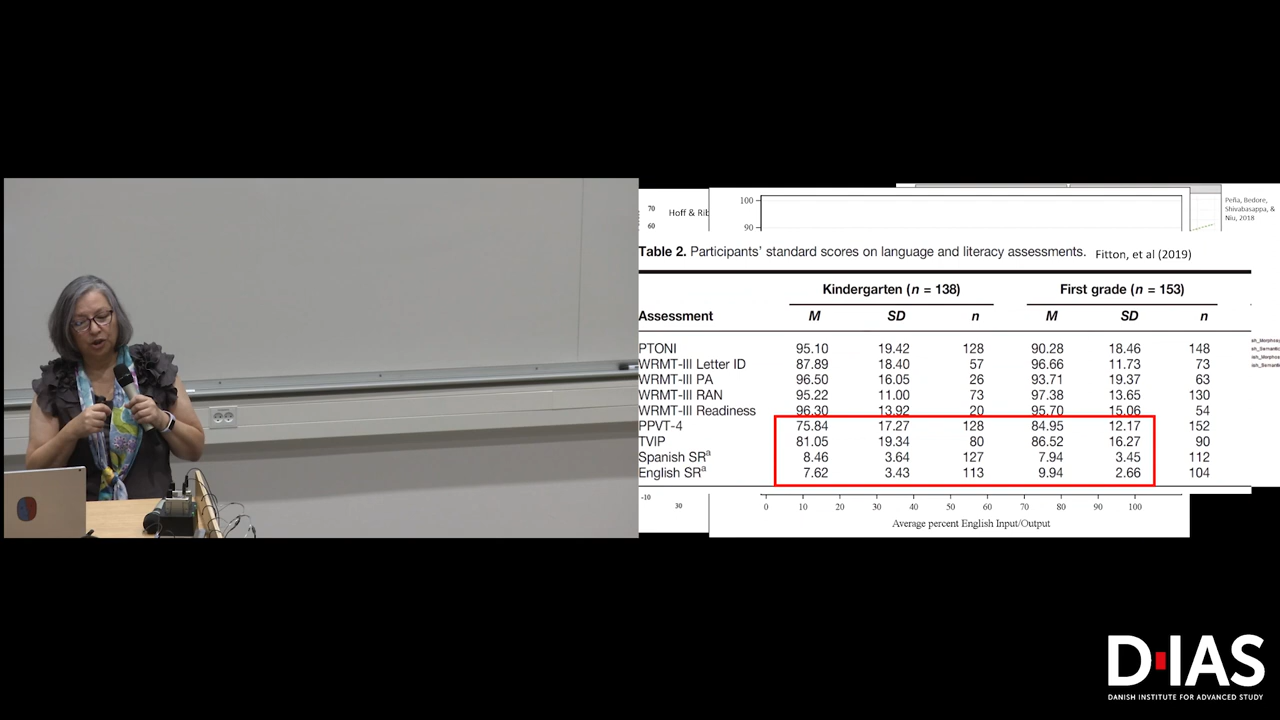 70
60
Hoff & Rib
100
90
Peña, Bedore,
Shivabasappa, &
Niu, 2018
Table 2. Participants' standard scores on language and literacy assessments. Fitton, et al (2019)
Kindergarten (n = 138) First grade (n = 153)
Assessment M SD n M SD n
PTONI 95.10 19.42 128 90.28 18.46 148
WRMT-III Letter ID 87.89 18.40 57 96.66 11.73 73
WRMT-III PA 96.50 16.05 26 93.71 19.37 63
WRMT-III RAN 95.22 11.00 73 97.38 13.65 130
WRMT-III Readiness 96.30 13.92 20 95.70 15.06 54
PPVT-4 75.84 17.27 128 84.95 12.17 152
TVIP 81.05 19.34 80 86.52 16.27 90
Spanish SRa 8.46 3.64 127 7.94 3.45 112
English SRa 7.62 3.43 113 9.94 2.66 104
-10
30
0 10 20 30 40 50 60 70 80 90 100
Average percent English Input/Output
D·IAS
DANISH INSTITUTE FOR ADVANCED STUDY